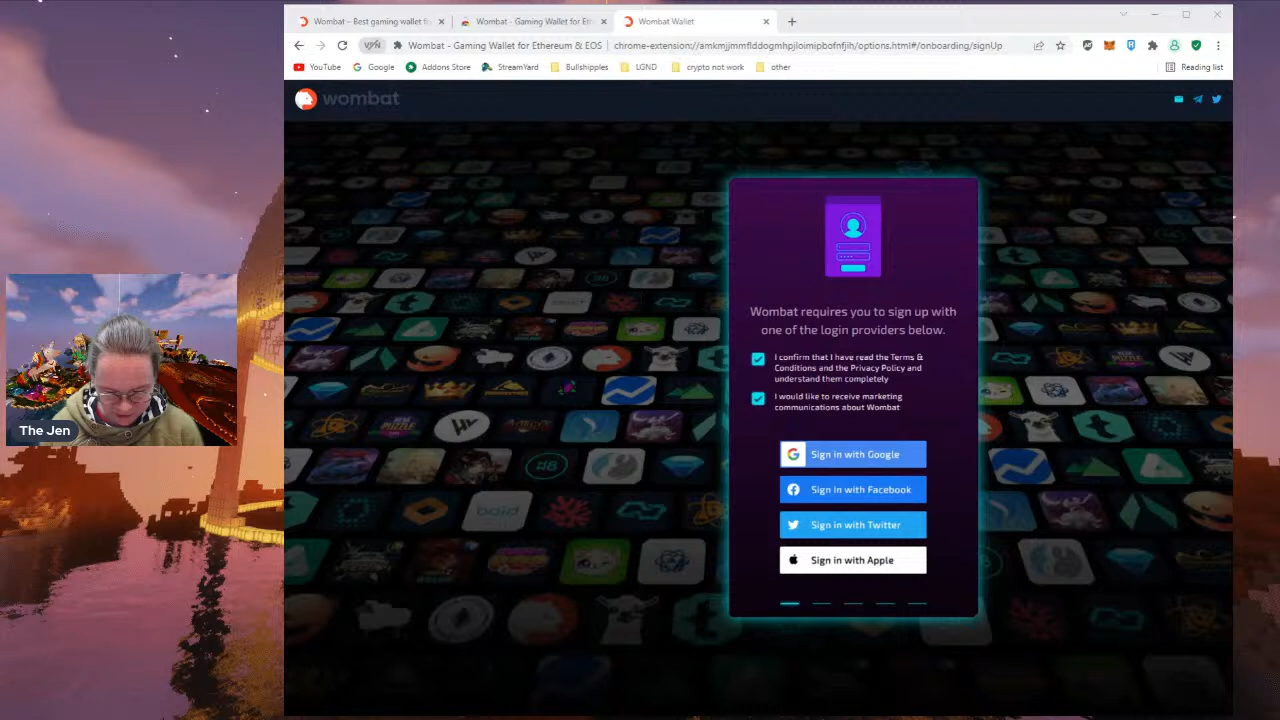 Wombat – Best gaming wallet fo
Wombat - Gaming Wallet for Eth
Wombat Wallet
VPN
Wombat - Gaming Wallet for Ethereum & EOS
chrome-extension://amkmjjmmflddogmhpjloimipbofnfjih/options.html#/onboarding/signUp
YouTube
Google
Addons Store
StreamYard
Bullshipples
LGND
crypto not work
other
Reading list
wombat
Wombat requires you to sign up with
one of the login providers below.
I confirm that I have read the Terms &
Conditions and the Privacy Policy and
understand them completely
I would like to receive marketing
communications about Wombat
Sign in with Google
Sign in with Facebook
Sign in with Twitter
Sign in with Apple
The Jen
#8